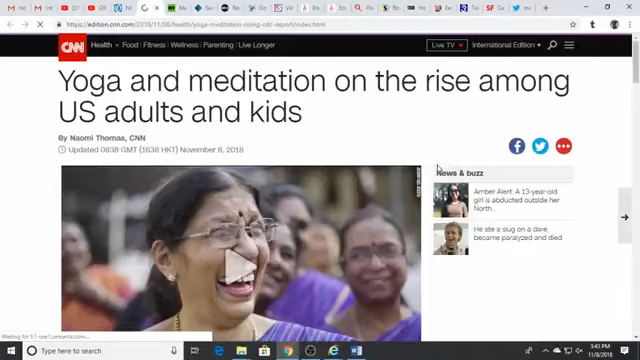 https://edition.cnn.com/2018/11/08/health/yoga-meditation-rising-cdc-report/index.html
CNN
Health
Food
Fitness
Wellness
Parenting
Live Longer
Live TV
International Edition +
Yoga and meditation on the rise among
US adults and kids
By Naomi Thomas, CNN
Updated 0838 GMT (1638 HKT) November 8, 2018
News & buzz
Amber Alert: A 13-year-old
girl is abducted outside her
North...
He ate a slug on a dare,
became paralyzed and died
Type here to search
3:43 PM
11/8/2018